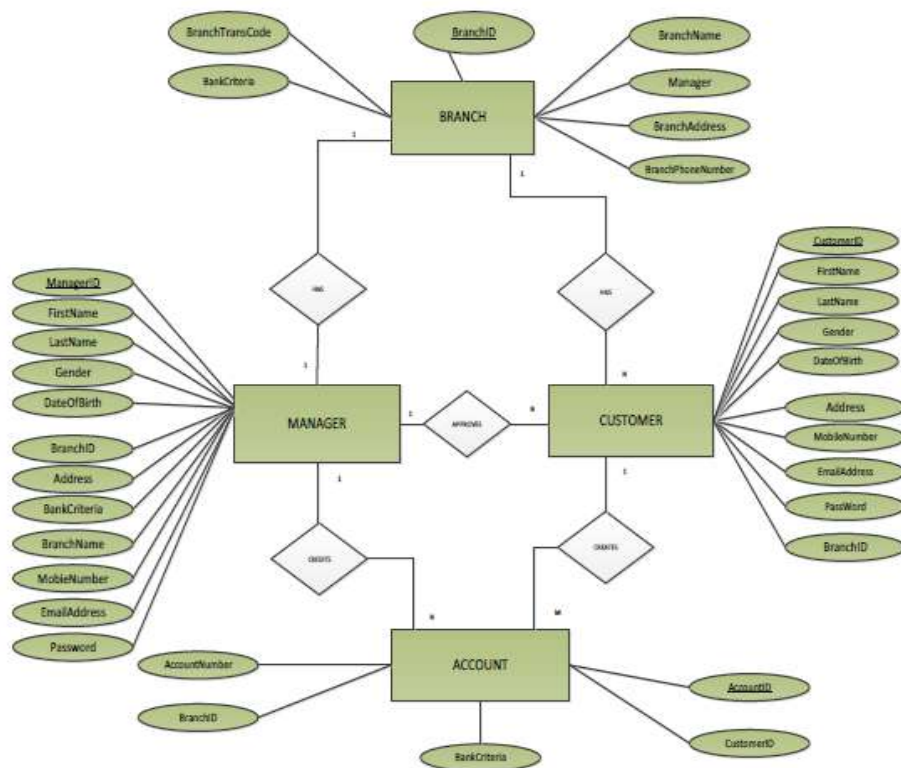 BranchTransCode
BranchID
BranchName
BankCriteria
Manager
BRANCH
BranchAddress
1
BranchPhoneNumber
1
CustomerID
ManagerID
FirstName
HAS
HAS
FirstName
LastName
LastName
Gender
Gender
DateOfBirth
1
N
DateOfBirth
Address
MANAGER
1
APPROVES
N
CUSTOMER
BranchID
MobileNumber
Address
1
1
EmailAddress
BankCriteria
PassWord
BranchName
CREATES
BranchID
MobieNumber
EmailAddress
N
M
Password
AccountNumber
ACCOUNT
AccountID
BranchID
CustomerID
BankCriteria